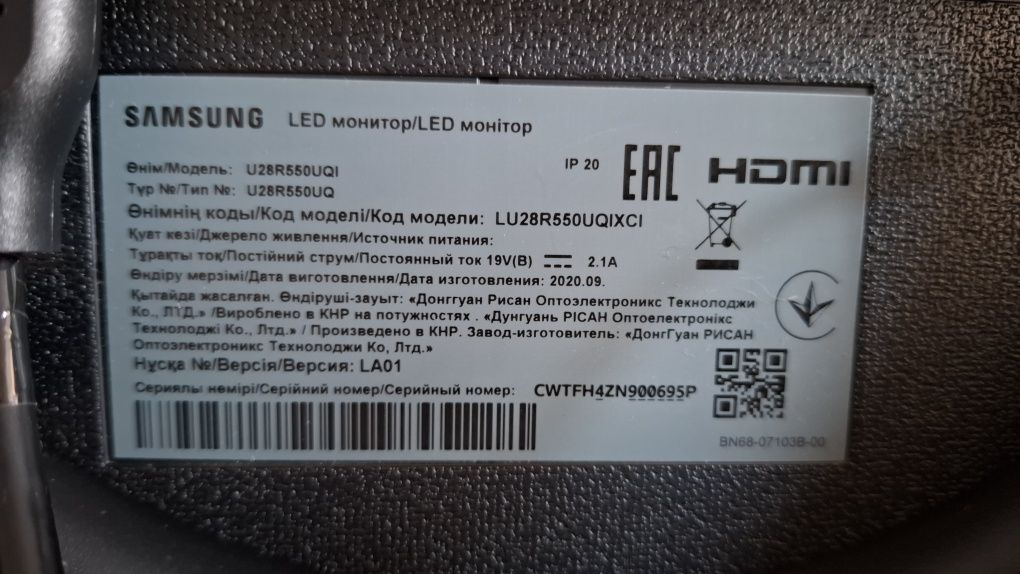 SAMSUNG LED монитор/LED монітор
Өнім/Модель: U28R550UQI
IP 20
EAC
HDMI
Түр №/Тип №: U28R550UQ
Өнімнің коды/Код моделі/Код модели: LU28R550UQIXCI
Қуат көзі/Джерело живлення/Источник питания:
Тұрақты тоқ/Постійний струм/Постоянный ток 19V(В) 2.1A
Өндіру мерзімі/Дата виготовлення/Дата изготовления: 2020.09.
Қытайда жасалған. Өндіруші-зауыт: «Донггуан Рисан Оптоэлектроникс Технолоджи
Ко., ЛТД.» /Вироблено в КНР на потужностях . «Дунгуань РІСАН Оптоелектронікс
Технолоджі Ко., Лтд.» / Произведено в КНР. Завод-изготовитель: «ДонгГуан РИСАН
Оптоэлектроникс Технолоджи Ко, Лтд.»
Нұсқа №/Версія/Версия: LA01
Сериялы нөмірі/Серійний номер/Серийный номер: CWTFH4ZN900695P
BN68-07103B-00